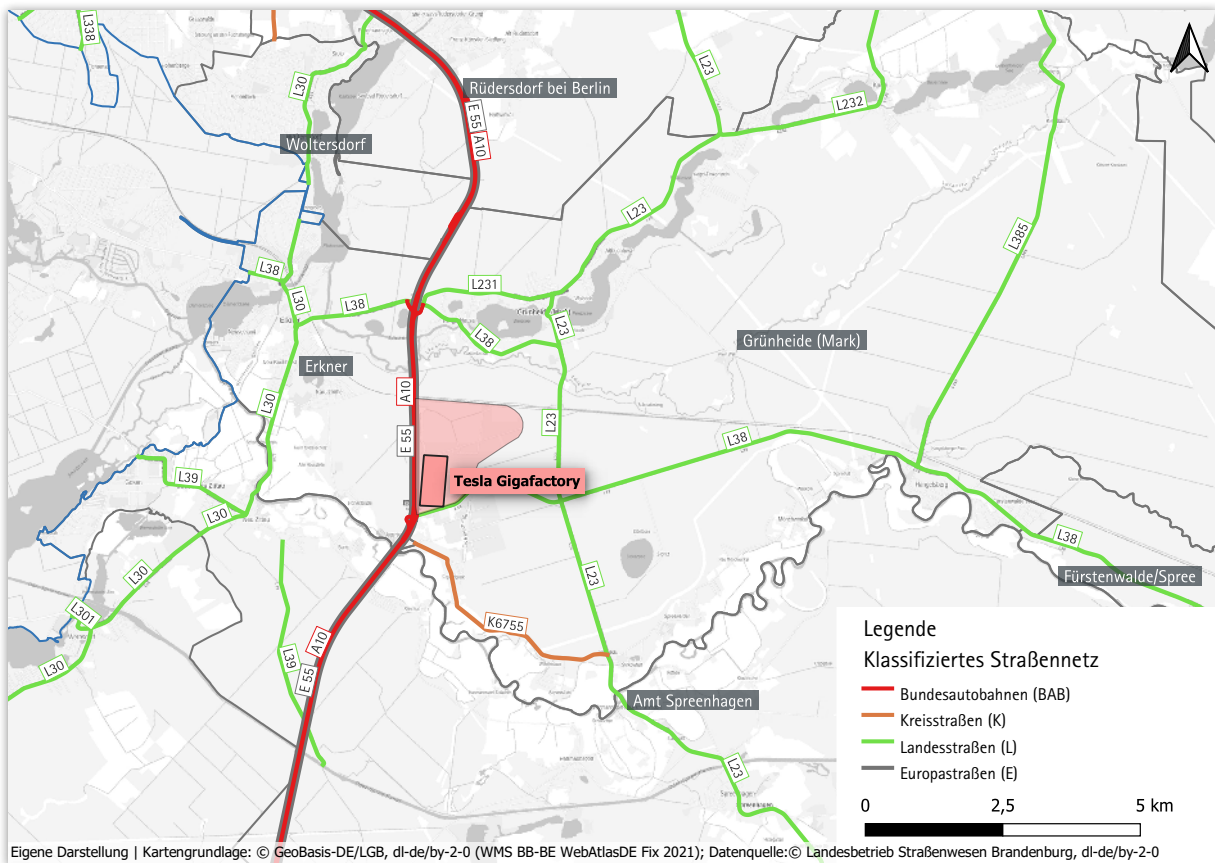 L338
L30
L23
Rüdersdorf bei Berlin
L232
E 55
A10
Woltersdorf
L23
L385
L38
L231
L30
L38
L23
L38
Grünheide (Mark)
Erkner
A10
L30
L23
E 55
L38
Tesla Gigafactory
L39
L30
L38
L23
Fürstenwalde/Spree
L30
L301
K6755
A10
L39
L30
E 55
Amt Spreenhagen
L23
Legende
Klassifiziertes Straßennetz
Bundesautobahnen (BAB)
Kreisstraßen (K)
Landesstraßen (L)
Europastraßen (E)
0 2,5 5 km
Eigene Darstellung | Kartengrundlage: © GeoBasis-DE/LGB, dl-de/by-2-0 (WMS BB-BE WebAtlasDE Fix 2021); Datenquelle:© Landesbetrieb Straßenwesen Brandenburg, dl-de/by-2-0